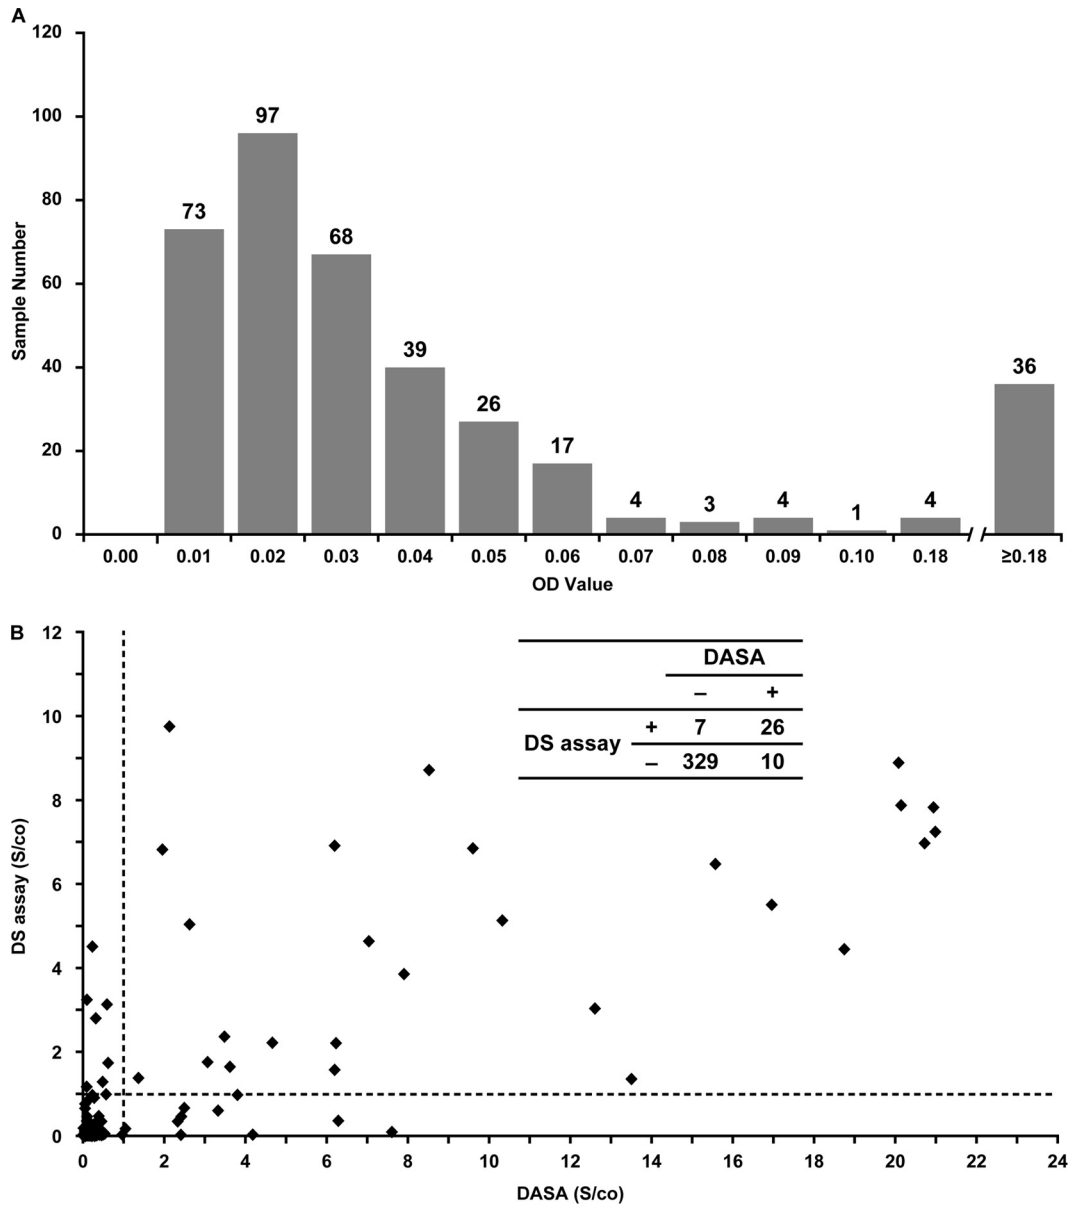 A
120
100
80
60
40
20
0
Sample Number
73
97
68
39
26
17
4
3
4
1
4
36
0.00 0.01 0.02 0.03 0.04 0.05 0.06 0.07 0.08 0.09 0.10 0.18 ≥0.18
OD Value
B
12
10
8
6
4
2
0
DS assay (S/co)
DASA
– +
DS assay
+ 7 26
– 329 10
0 2 4 6 8 10 12 14 16 18 20 22 24
DASA (S/co)